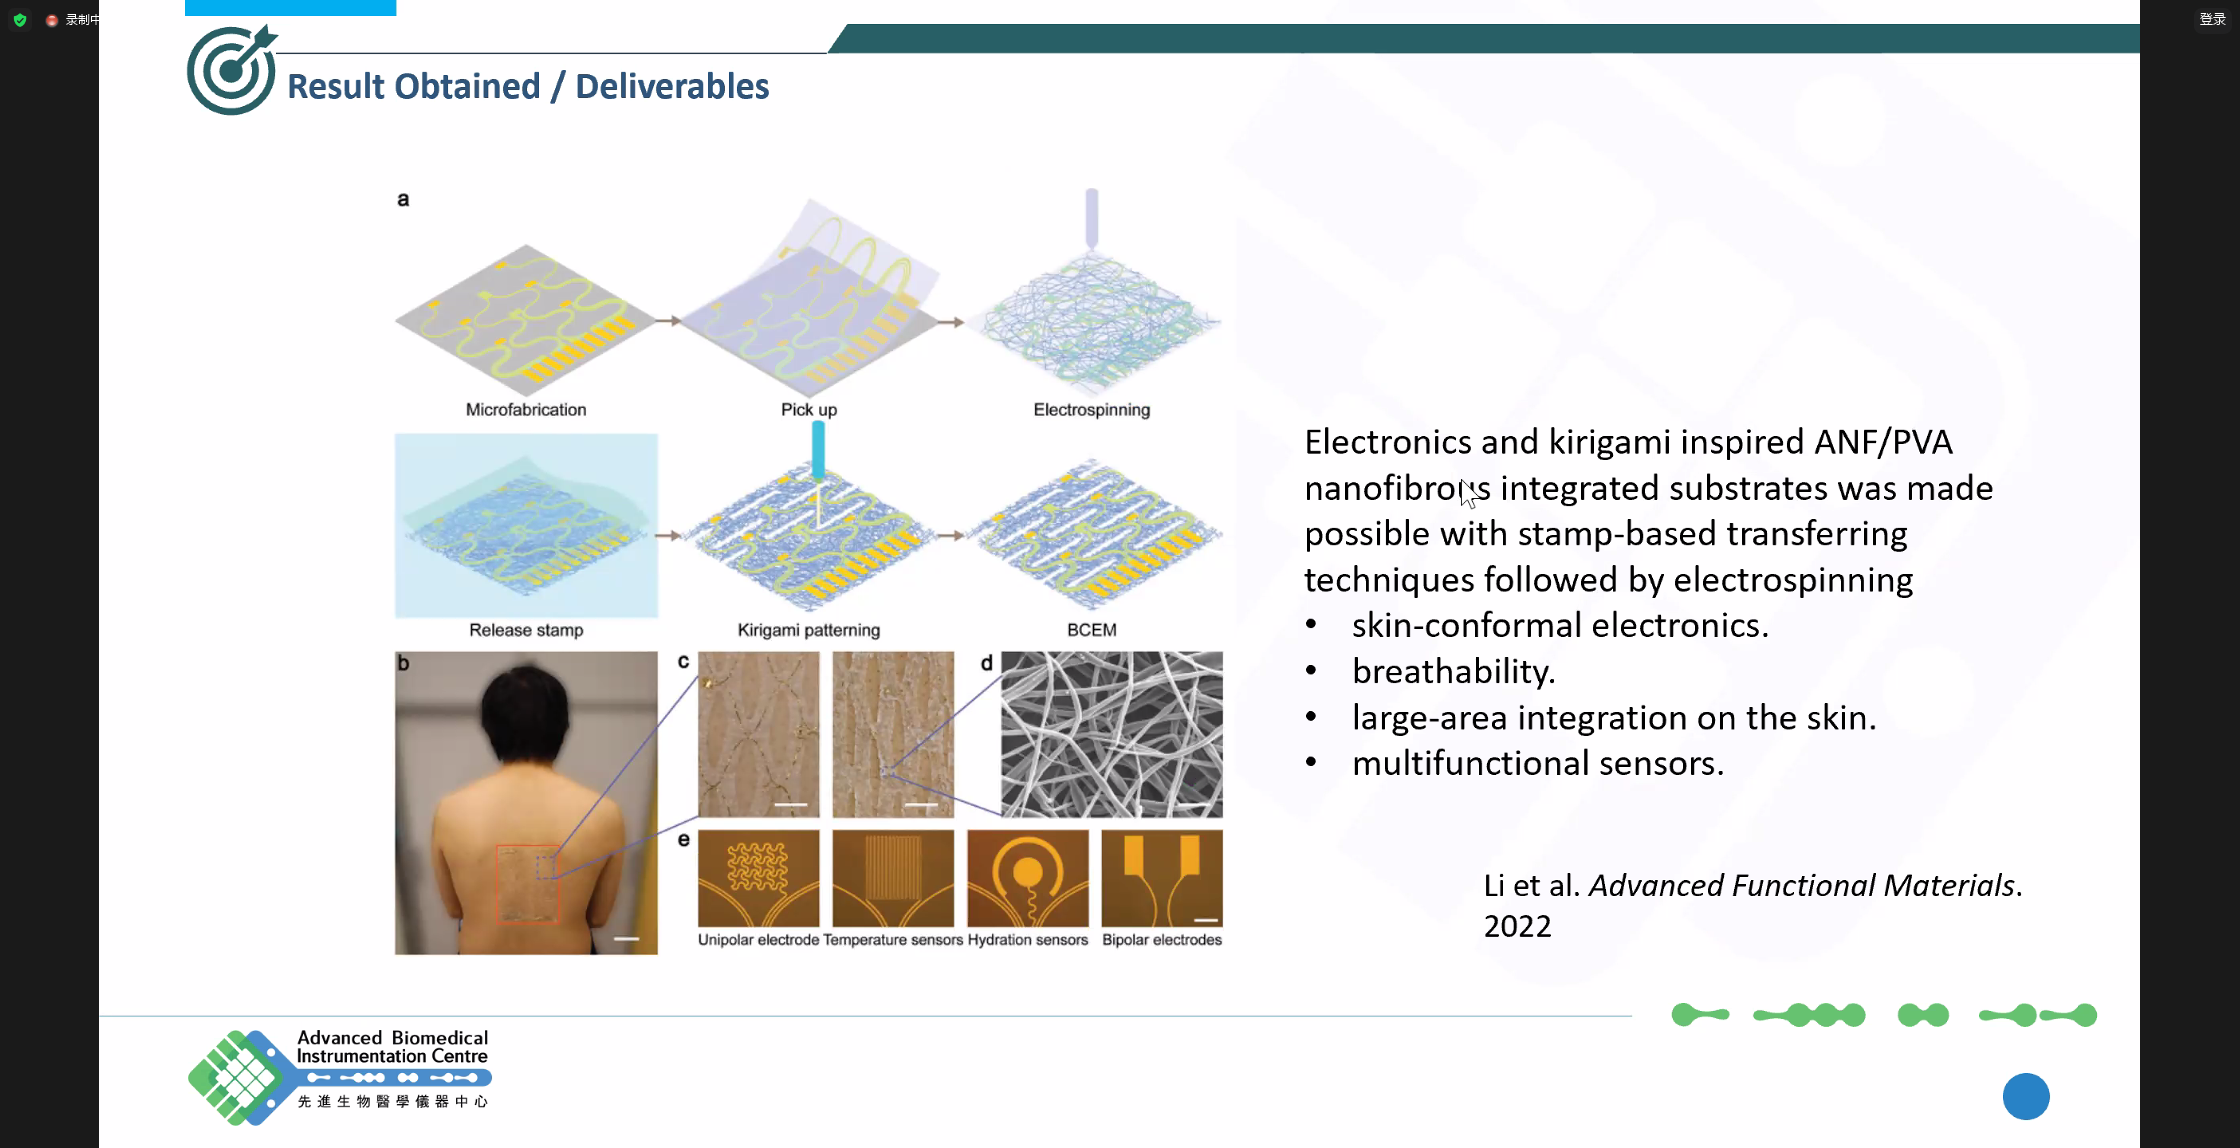 录制中
登录
Result Obtained / Deliverables
a
Microfabrication
Pick up
Electrospinning
Release stamp
Kirigami patterning
BCEM
b
c
d
e
Unipolar electrode
Temperature sensors
Hydration sensors
Bipolar electrodes
Electronics and kirigami inspired ANF/PVA
nanofibrous integrated substrates was made
possible with stamp-based transferring
techniques followed by electrospinning
• skin-conformal electronics.
• breathability.
• large-area integration on the skin.
• multifunctional sensors.
Li et al. Advanced Functional Materials.
2022
Advanced Biomedical
Instrumentation Centre
先進生物醫學儀器中心